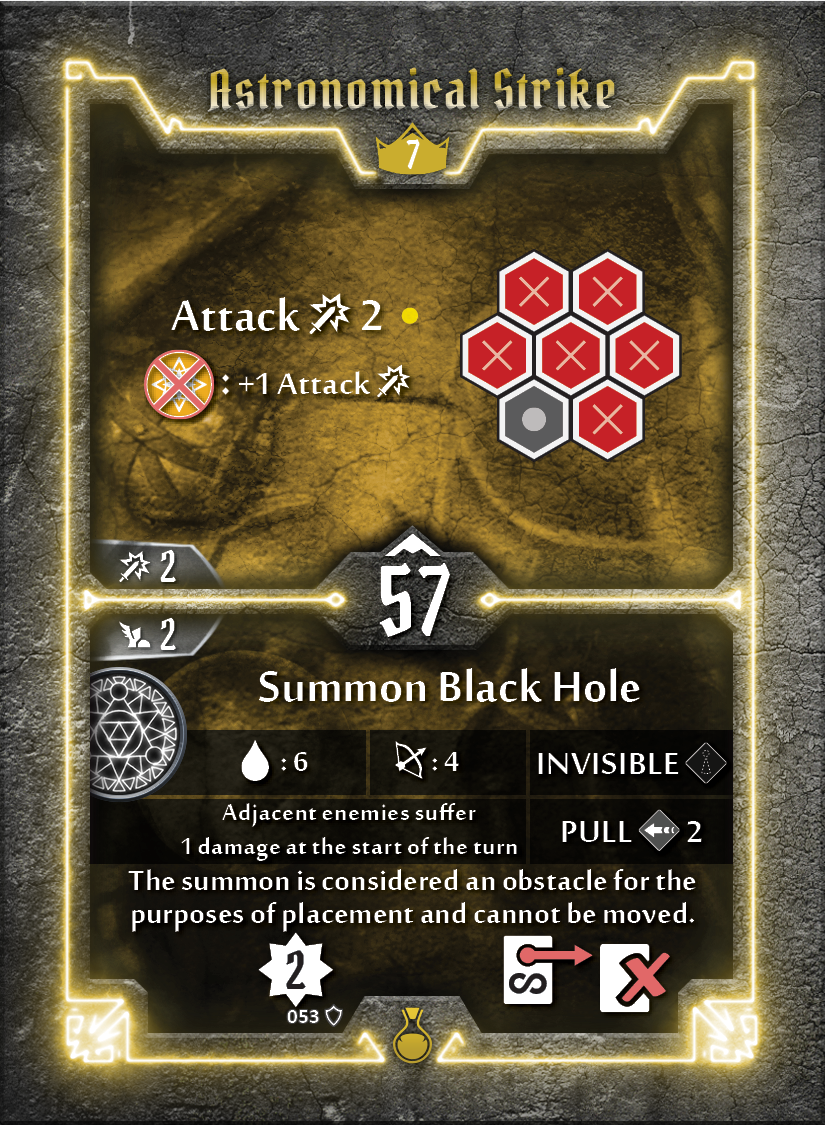 Astronomical Strike
7
Attack 2
: +1 Attack
2
57
2
Summon Black Hole
: 6
: 4
INVISIBLE
Adjacent enemies suffer
1 damage at the start of the turn
PULL 2
The summon is considered an obstacle for the
purposes of placement and cannot be moved.
2
053